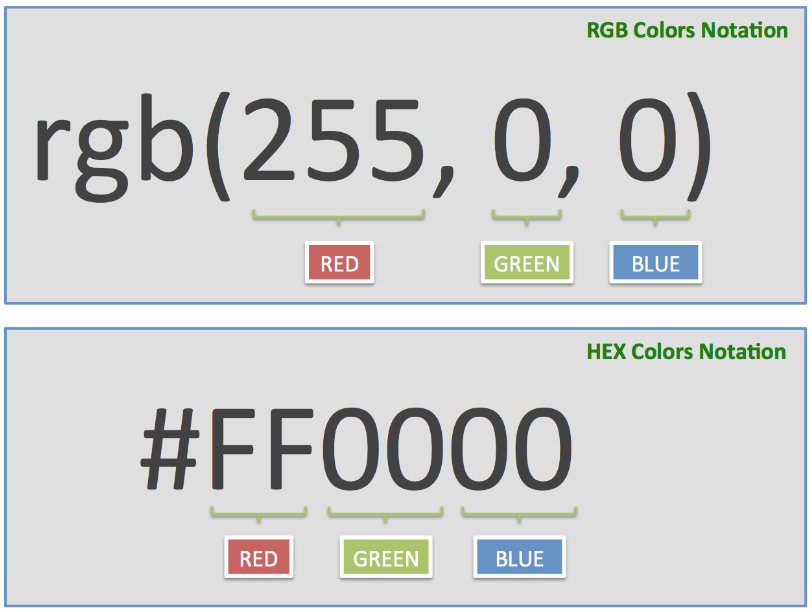 RGB Colors Notation
rgb(255, 0, 0)
RED GREEN BLUE
HEX Colors Notation
#FF0000
RED GREEN BLUE